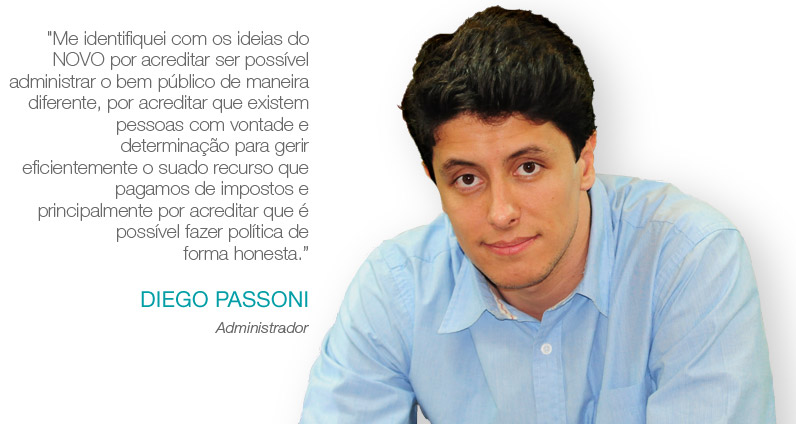 "Me identifiquei com os ideias do
NOVO por acreditar ser possível
administrar o bem público de maneira
diferente, por acreditar que existem
pessoas com vontade e
determinação para gerir
eficientemente o suado recurso que
pagamos de impostos e
principalmente por acreditar que é
possível fazer política de
forma honesta."
DIEGO PASSONI
Administrador